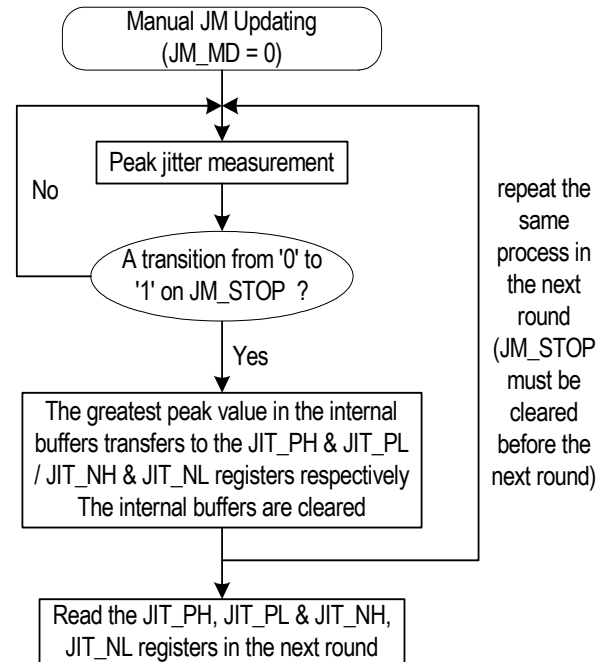 Manual JM Updating
(JM_MD = 0)
Peak jitter measurement
No
A transition from '0' to
'1' on JM_STOP ?
Yes
The greatest peak value in the internal
buffers transfers to the JIT_PH & JIT_PL
/ JIT_NH & JIT_NL registers respectively
The internal buffers are cleared
Read the JIT_PH, JIT_PL & JIT_NH,
JIT_NL registers in the next round
repeat the
same
process in
the next
round
(JM_STOP
must be
cleared
before the
next round)